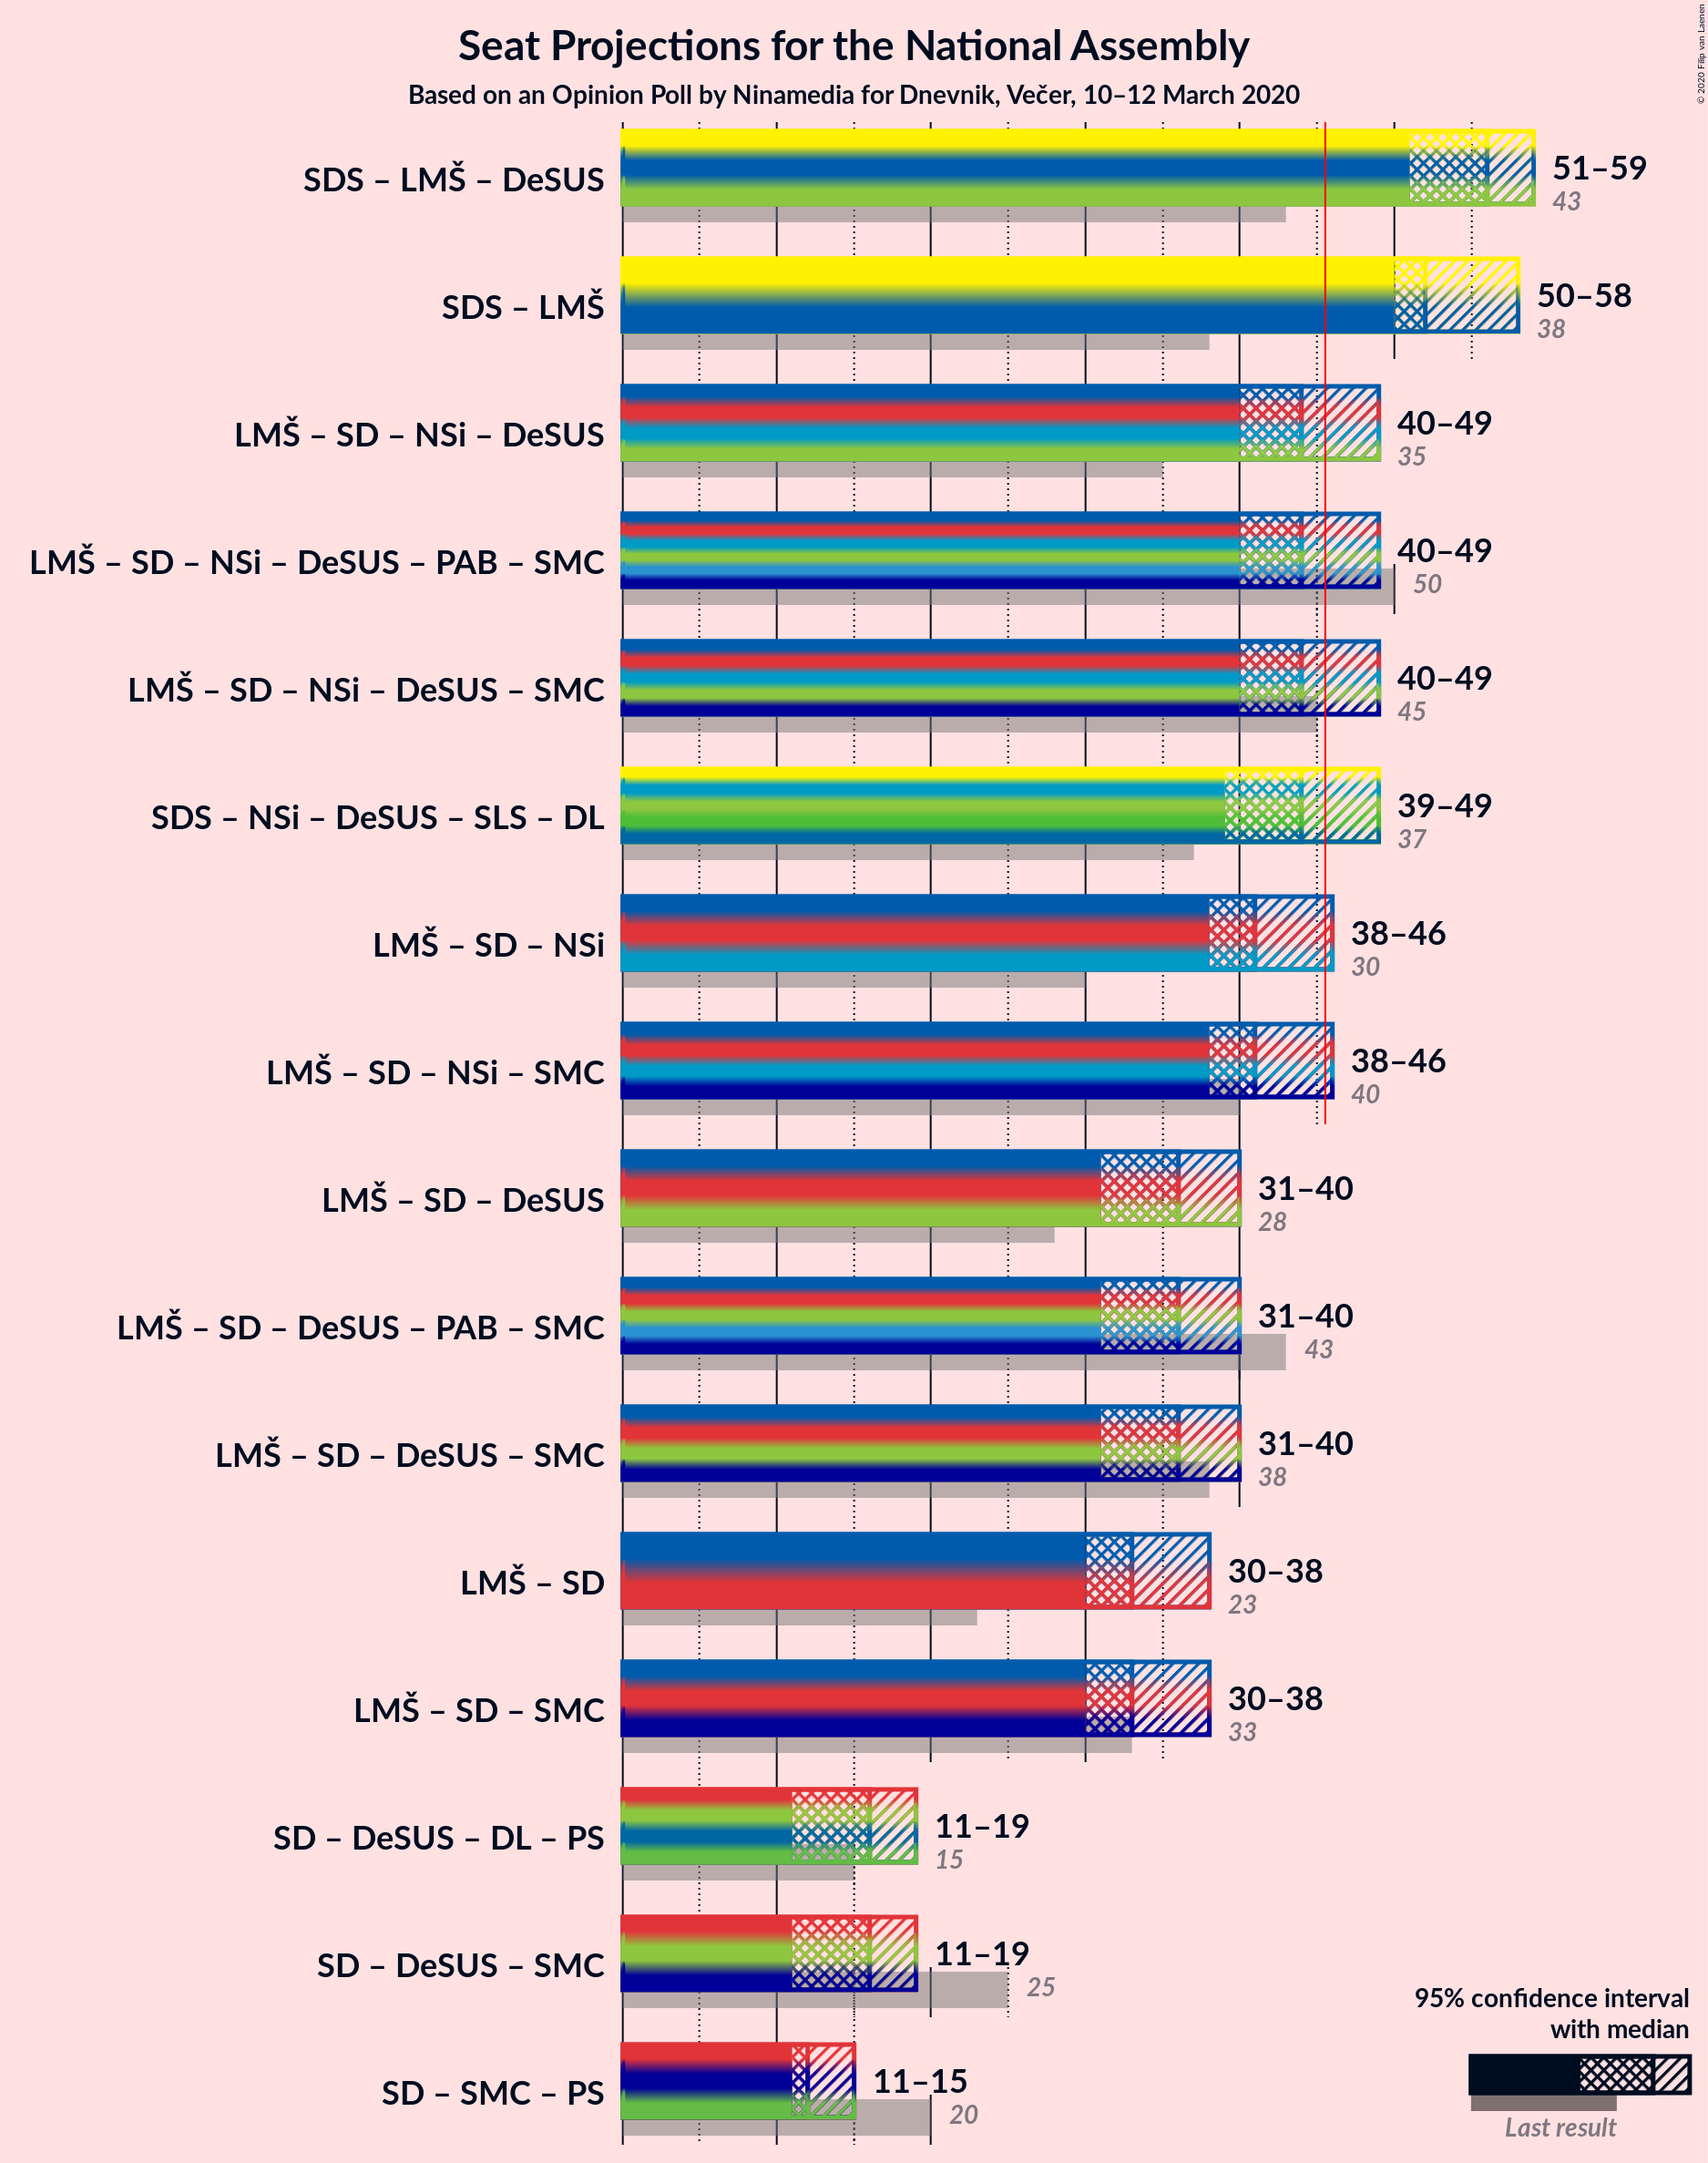 Seat Projections for the National Assembly
Based on an Opinion Poll by Ninamedia for Dnevnik, Večer, 10–12 March 2020
© 2020 Filip van Laenen
SDS – LMŠ – DeSUS
51–59
43
SDS – LMŠ
50–58
38
LMŠ – SD – NSi – DeSUS
40–49
35
LMŠ – SD – NSi – DeSUS – PAB – SMC
40–49
50
LMŠ – SD – NSi – DeSUS – SMC
40–49
45
SDS – NSi – DeSUS – SLS – DL
39–49
37
LMŠ – SD – NSi
38–46
30
LMŠ – SD – NSi – SMC
38–46
40
LMŠ – SD – DeSUS
31–40
28
LMŠ – SD – DeSUS – PAB – SMC
31–40
43
LMŠ – SD – DeSUS – SMC
31–40
38
LMŠ – SD
30–38
23
LMŠ – SD – SMC
30–38
33
SD – DeSUS – DL – PS
11–19
15
SD – DeSUS – SMC
11–19
25
SD – SMC – PS
11–15
20
95% confidence interval
with median
Last result